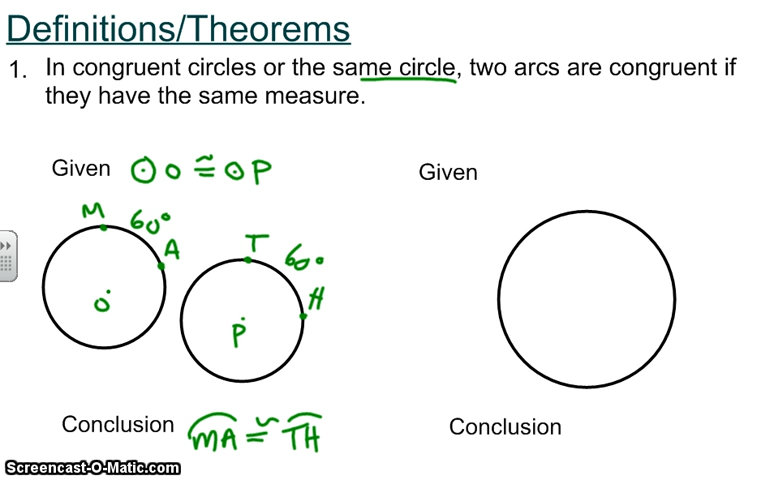 Definitions/Theorems
1. In congruent circles or the same circle, two arcs are congruent if
they have the same measure.
Given ⊙O ≅ ⊙P
Given
M 60° A
T 60° H
O
P
Conclusion MA ≅ TH
Conclusion
Screencast-O-Matic.com